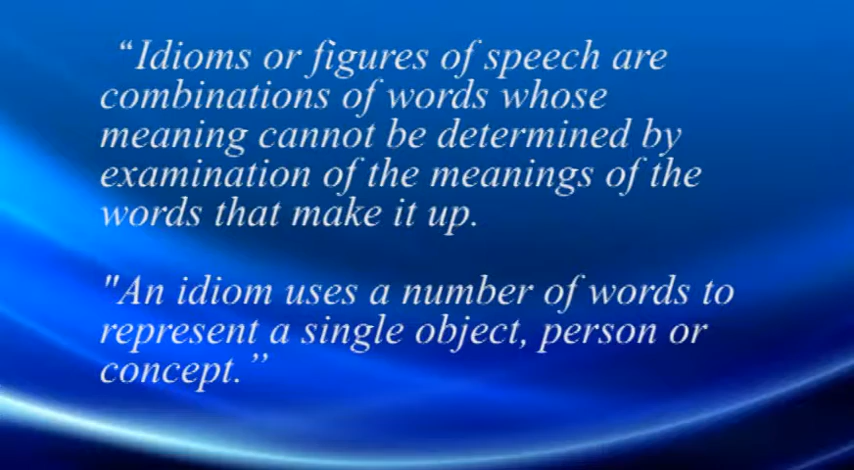 “Idioms or figures of speech are
combinations of words whose
meaning cannot be determined by
examination of the meanings of the
words that make it up.
"An idiom uses a number of words to
represent a single object, person or
concept.”